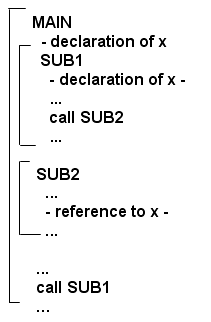 MAIN
- declaration of x
SUB1
- declaration of x -
...
call SUB2
...
SUB2
...
- reference to x -
...
...
call SUB1
...